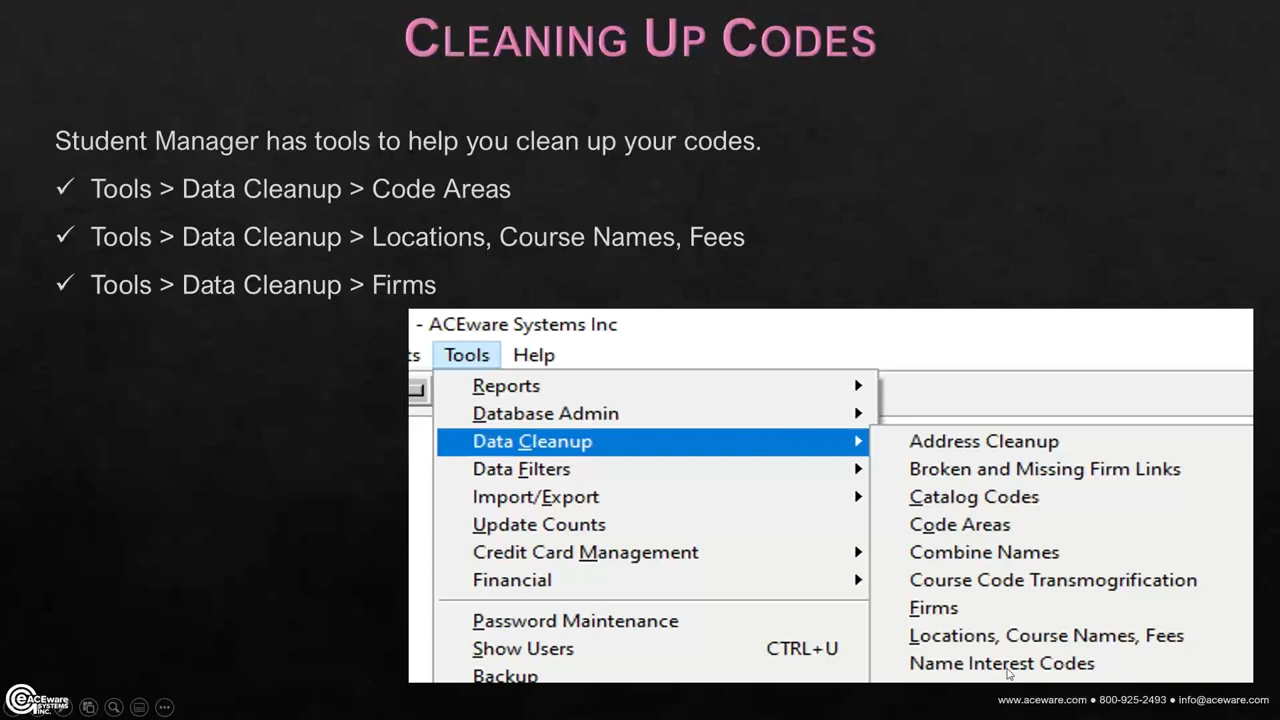 CLEANING UP CODES
Student Manager has tools to help you clean up your codes.
✓ Tools > Data Cleanup > Code Areas
✓ Tools > Data Cleanup > Locations, Course Names, Fees
✓ Tools > Data Cleanup > Firms
- ACEware Systems Inc
ts Tools Help
Reports
Database Admin
Data Cleanup
Data Filters
Import/Export
Update Counts
Credit Card Management
Financial
Password Maintenance
Show Users CTRL+U
Backup
Address Cleanup
Broken and Missing Firm Links
Catalog Codes
Code Areas
Combine Names
Course Code Transmogrification
Firms
Locations, Course Names, Fees
Name Interest Codes
ACEWARE
SYSTEMS
INC.
www.aceware.com ● 800-925-2493 ● info@aceware.com